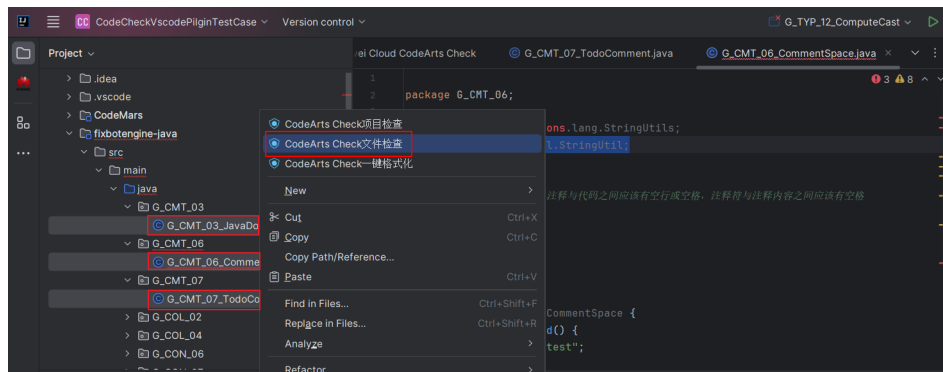 CC CodeCheckVscodePilginTestCase Version control G_TYP_12_ComputeCast
Project
ei Cloud CodeArts Check G_CMT_07_TodoComment.java G_CMT_06_CommentSpace.java
.idea
.vscode
CodeMars
fixbotengine-java
src
main
java
G_CMT_03
G_CMT_03_JavaDo
G_CMT_06
G_CMT_06_Comme
G_CMT_07
G_CMT_07_TodoCo
G_COL_02
G_COL_04
G_CON_06
CodeArts Check项目检查
CodeArts Check文件检查
CodeArts Check一键格式化
New
Cut Ctrl+X
Copy Ctrl+C
Copy Path/Reference...
Paste Ctrl+V
Find in Files... Ctrl+Shift+F
Replace in Files... Ctrl+Shift+R
Analyze
Refactor
1
2 package G_CMT_06;
3 8
ons.lang.StringUtils;
l.StringUtil;
注释与代码之间应该有空行或空格、注释符与注释内容之间应该有空格
CommentSpace {
d() {
test";